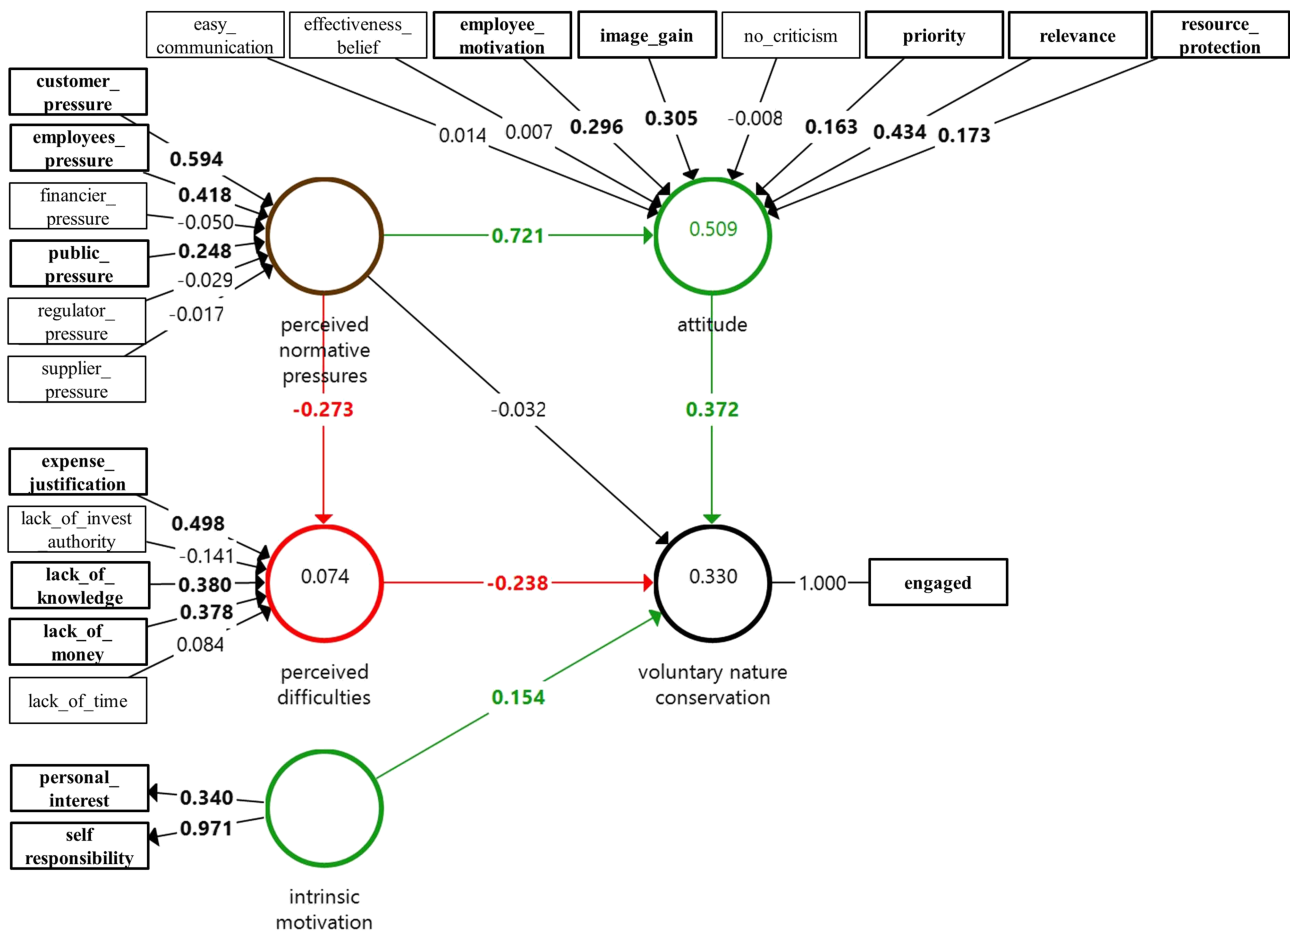 easy_
communication
effectiveness_
belief
employee_
motivation
image_gain
no_criticism
priority
relevance
resource_
protection
customer_
pressure
employees_
pressure
financier_
pressure
public_
pressure
regulator_
pressure
supplier_
pressure
0.594
0.418
-0.050
0.248
-0.029
-0.017
0.014
0.007
0.296
0.305
-0.008
0.163
0.434
0.173
0.721
0.509
perceived
normative
pressures
attitude
-0.273
-0.032
0.372
expense_
justification
lack_of_invest
_authority
lack_of_
knowledge
lack_of_
money
lack_of_time
0.498
-0.141
0.380
0.378
0.084
0.074
-0.238
0.330
1.000
engaged
perceived
difficulties
voluntary nature
conservation
0.154
personal_
interest
self
responsibility
0.340
0.971
intrinsic
motivation